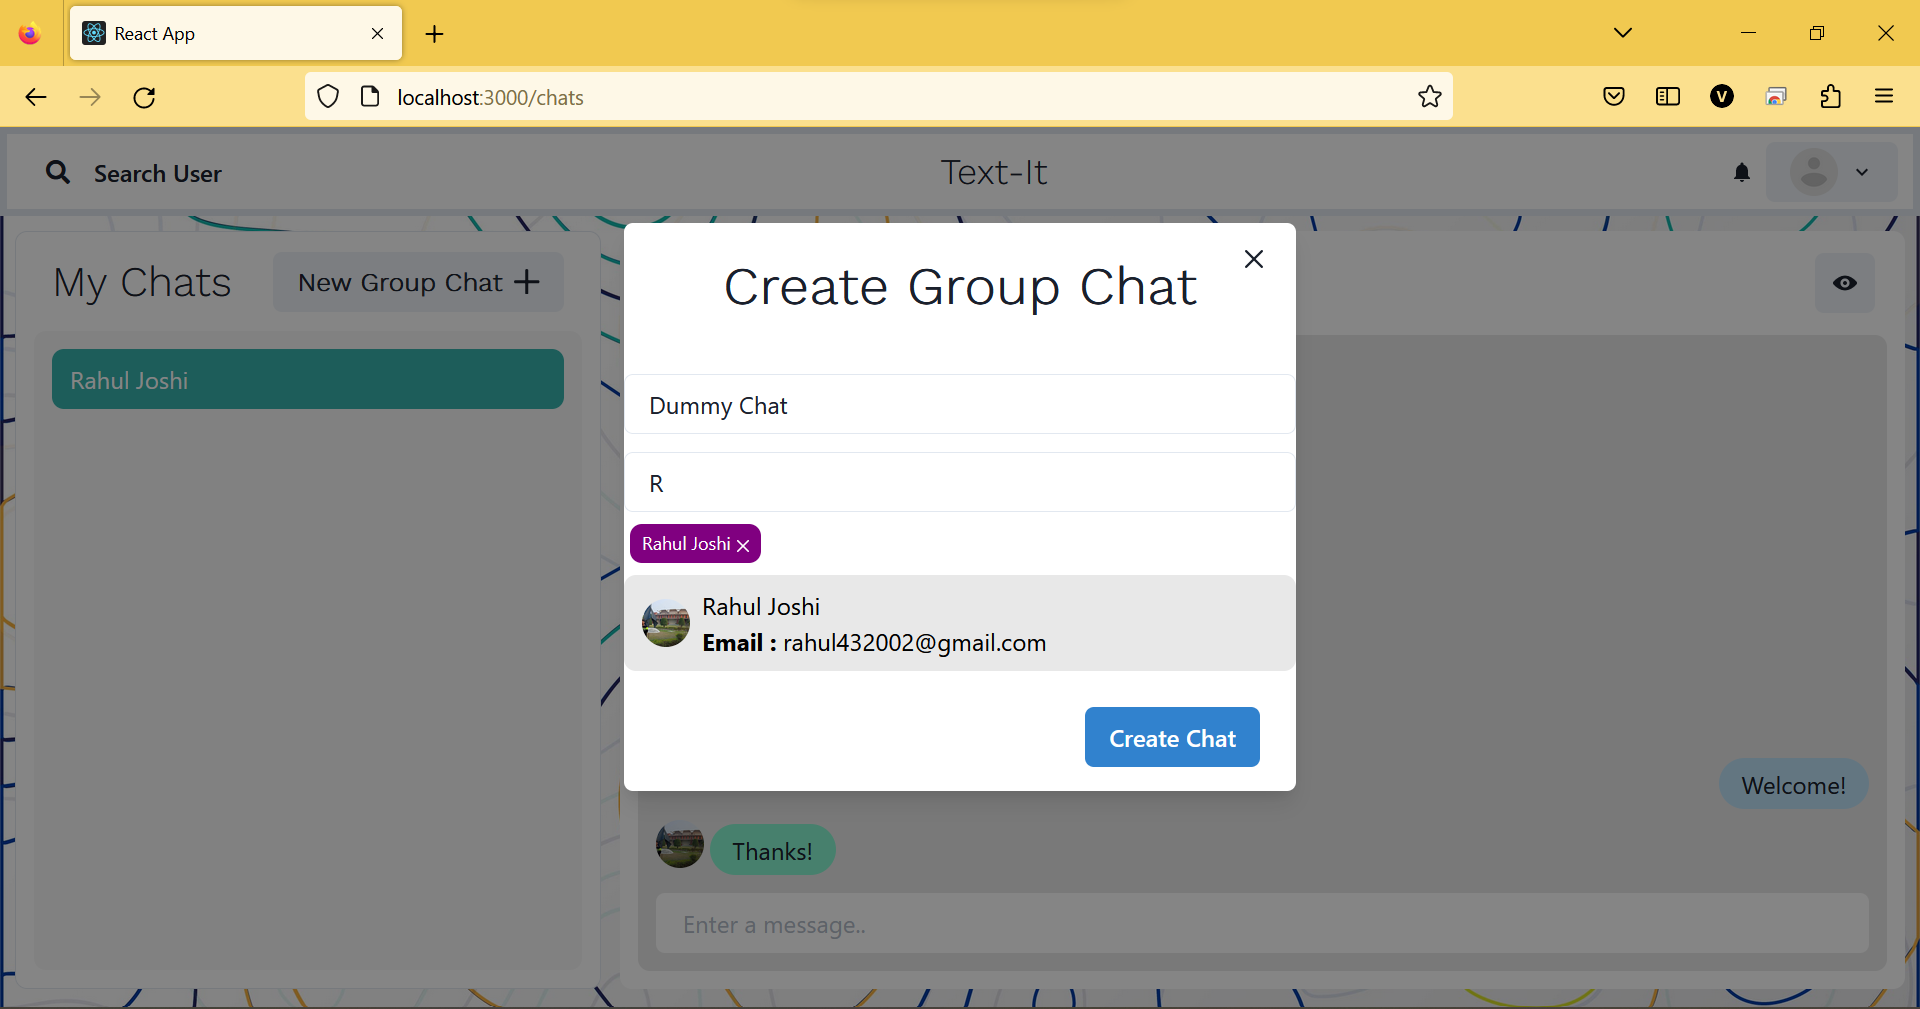 React App
localhost:3000/chats
V
Search User
Text-It
My Chats
New Group Chat
Rahul Joshi
Create Group Chat
Dummy Chat
R
Rahul Joshi
Rahul Joshi
Email : rahul432002@gmail.com
Create Chat
Welcome!
Thanks!
Enter a message..